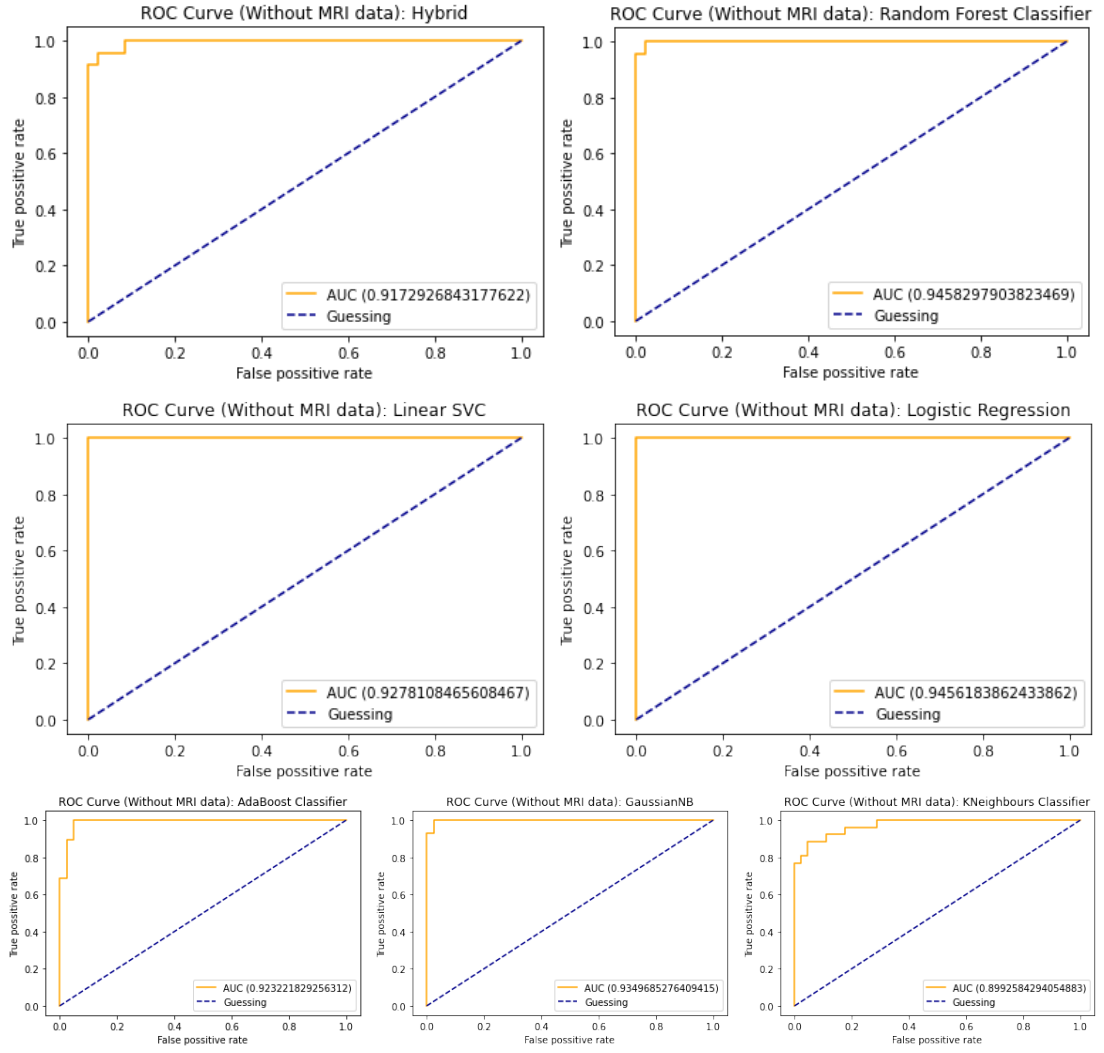 ROC Curve (Without MRI data): Hybrid
1.0
0.8
0.6
0.4
0.2
0.0
True possitive rate
AUC (0.9172926843177622)
Guessing
0.0 0.2 0.4 0.6 0.8 1.0
False possitive rate
ROC Curve (Without MRI data): Random Forest Classifier
1.0
0.8
0.6
0.4
0.2
0.0
True possitive rate
AUC (0.9458297903823469)
Guessing
0.0 0.2 0.4 0.6 0.8 1.0
False possitive rate
ROC Curve (Without MRI data): Linear SVC
1.0
0.8
0.6
0.4
0.2
0.0
True possitive rate
AUC (0.9278108465608467)
Guessing
0.0 0.2 0.4 0.6 0.8 1.0
False possitive rate
ROC Curve (Without MRI data): Logistic Regression
1.0
0.8
0.6
0.4
0.2
0.0
True possitive rate
AUC (0.9456183862433862)
Guessing
0.0 0.2 0.4 0.6 0.8 1.0
False possitive rate
ROC Curve (Without MRI data): AdaBoost Classifier
1.0
0.8
0.6
0.4
0.2
0.0
True possitive rate
AUC (0.923221829256312)
Guessing
0.0 0.2 0.4 0.6 0.8 1.0
False possitive rate
ROC Curve (Without MRI data): GaussianNB
1.0
0.8
0.6
0.4
0.2
0.0
True possitive rate
AUC (0.9349685276409415)
Guessing
0.0 0.2 0.4 0.6 0.8 1.0
False possitive rate
ROC Curve (Without MRI data): KNeighbours Classifier
1.0
0.8
0.6
0.4
0.2
0.0
True possitive rate
AUC (0.8992584294054883)
Guessing
0.0 0.2 0.4 0.6 0.8 1.0
False possitive rate